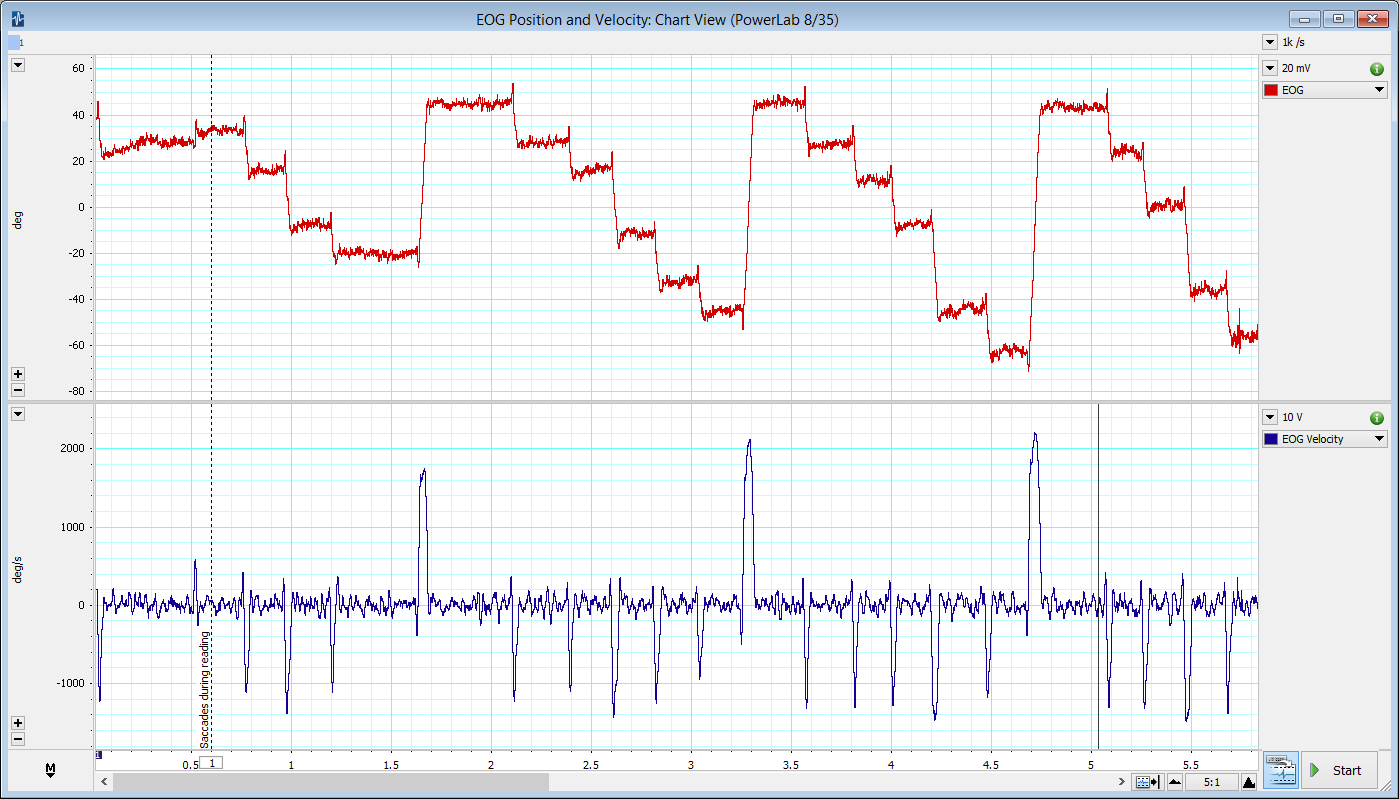 EOG Position and Velocity: Chart View (PowerLab 8/35)
1
1k /s
20 mV
EOG
60
40
20
0
-20
-40
-60
-80
deg
10 V
EOG Velocity
2000
1000
0
-1000
deg/s
Saccades during reading
0.5
1
1
1.5
2
2.5
3
3.5
4
4.5
5
5.5
M
5:1
Start